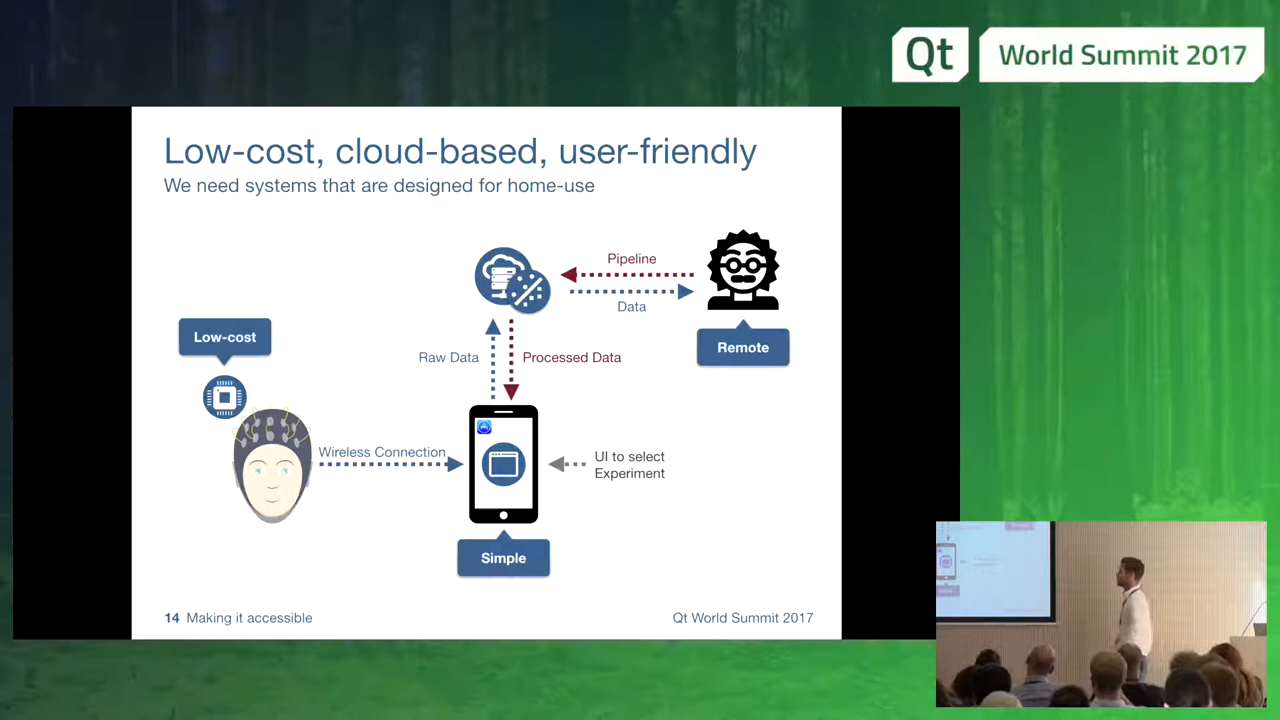 Qt World Summit 2017
Low-cost, cloud-based, user-friendly
We need systems that are designed for home-use
Pipeline
Data
Low-cost
Remote
Raw Data
Processed Data
Wireless Connection
UI to select
Experiment
Simple
14 Making it accessible
Qt World Summit 2017